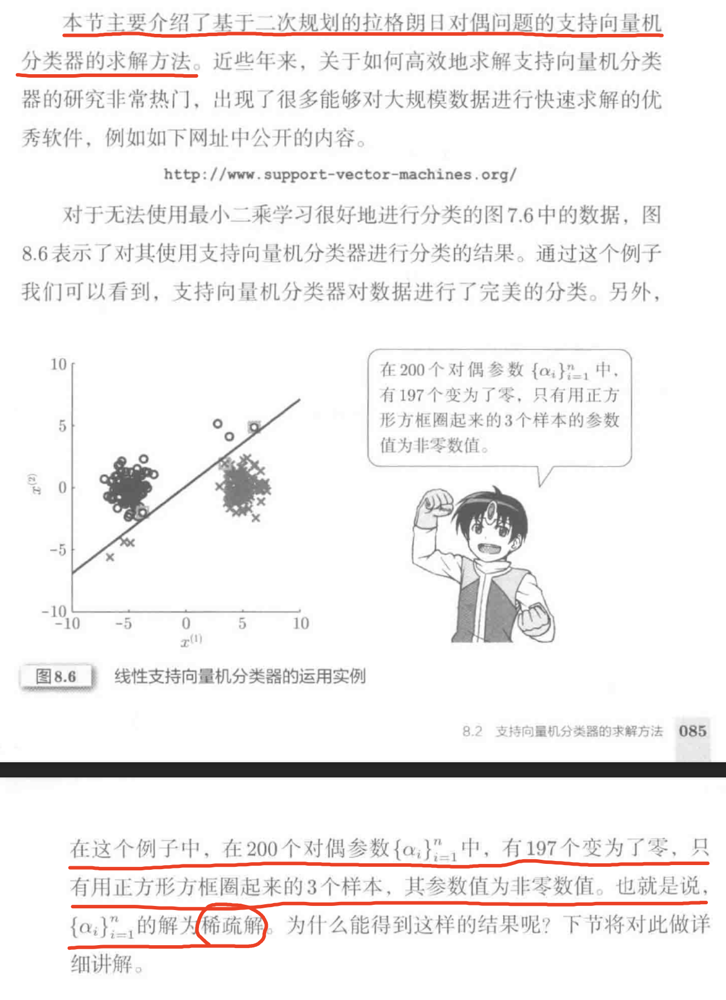 本节主要介绍了基于二次规划的拉格朗日对偶问题的支持向量机
分类器的求解方法。近些年来，关于如何高效地求解支持向量机分类
器的研究非常热门，出现了很多能够对大规模数据进行快速求解的优
秀软件，例如如下网址中公开的内容。
http://www.support-vector-machines.org/
对于无法使用最小二乘学习很好地进行分类的图7.6中的数据，图
8.6表示了对其使用支持向量机分类器进行分类的结果。通过这个例子
我们可以看到，支持向量机分类器对数据进行了完美的分类。另外，
10
5
0
−5
−10
x⁽²⁾
−10 −5 0 5 10
x⁽¹⁾
在200个对偶参数 {αᵢ}ⁿᵢ₌₁ 中，
有197个变为了零，只有用正方
形方框圈起来的3个样本的参数
值为非零数值。
图8.6 线性支持向量机分类器的运用实例
8.2 支持向量机分类器的求解方法 085
在这个例子中，在200个对偶参数{αᵢ}ⁿᵢ₌₁中，有197个变为了零，只
有用正方形方框圈起来的3个样本，其参数值为非零数值。也就是说，
{αᵢ}ⁿᵢ₌₁的解为稀疏解。为什么能得到这样的结果呢？下节将对此做详
细讲解。